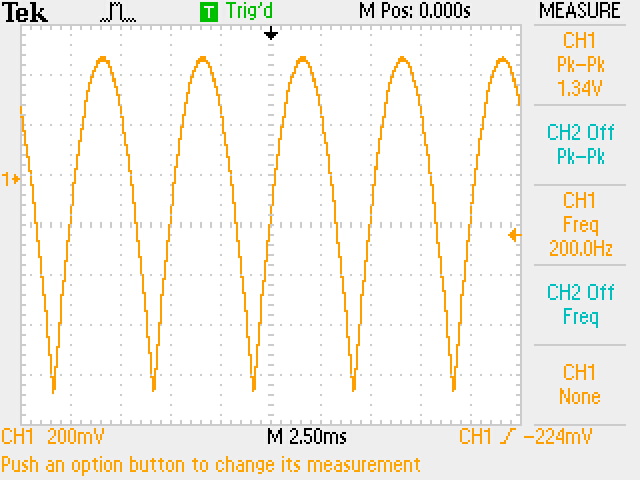 Tek T Trig'd M Pos: 0.000s MEASURE
CH1
Pk-Pk
1.34V
CH2 Off
Pk-Pk
1
CH1
Freq
200.0Hz
CH2 Off
Freq
CH1
None
CH1 200mV M 2.50ms CH1 -224mV
Push an option button to change its measurement